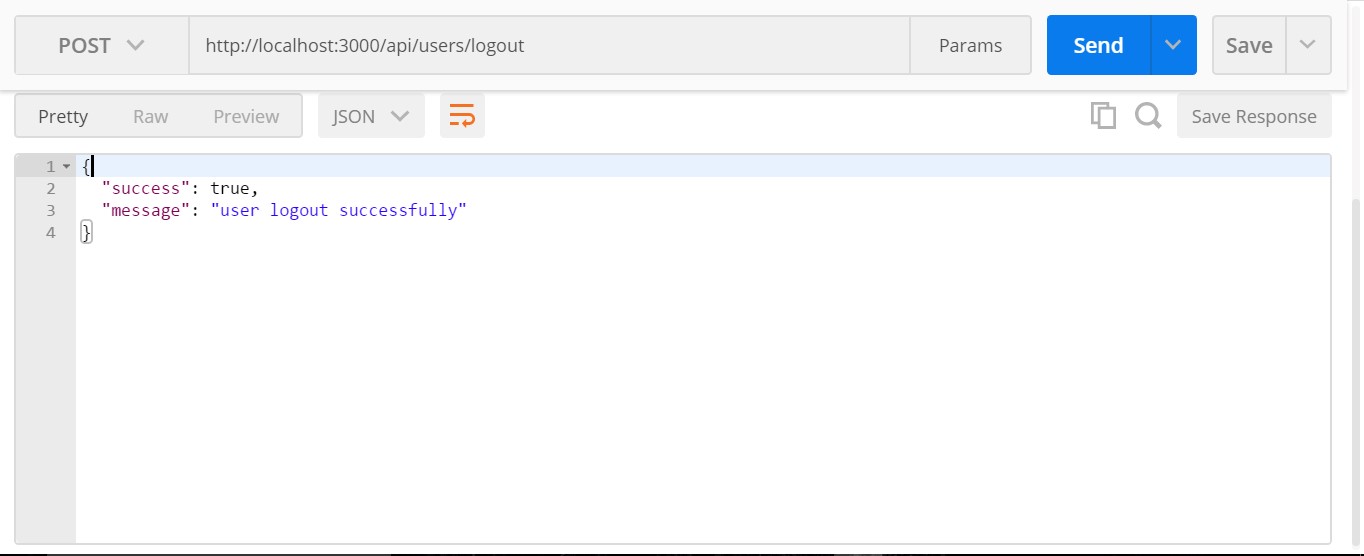 POST http://localhost:3000/api/users/logout Params Send Save
Pretty Raw Preview JSON Save Response
1 {
2 "success": true,
3 "message": "user logout successfully"
4 }